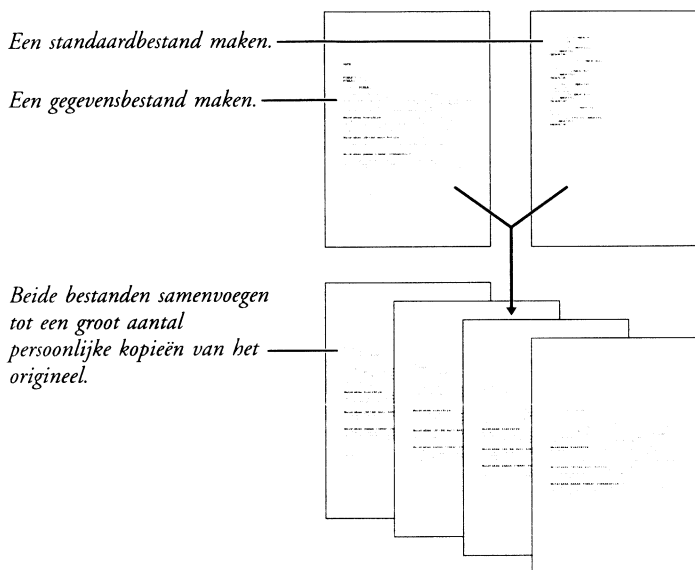 Een standaardbestand maken.
Een gegevensbestand maken.
Beide bestanden samenvoegen
tot een groot aantal
persoonlijke kopieën van het
origineel.